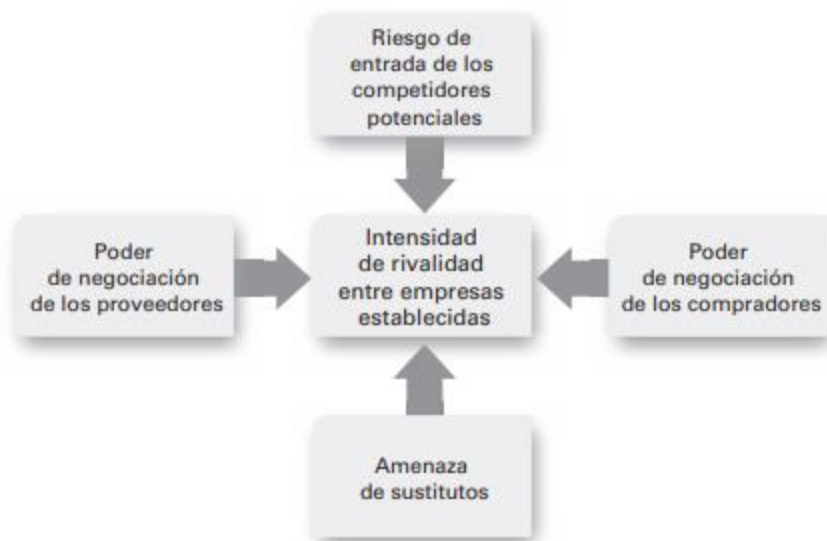 Riesgo de
entrada de los
competidores
potenciales
Poder
de negociación
de los proveedores
Intensidad
de rivalidad
entre empresas
establecidas
Poder
de negociación
de los compradores
Amenaza
de sustitutos